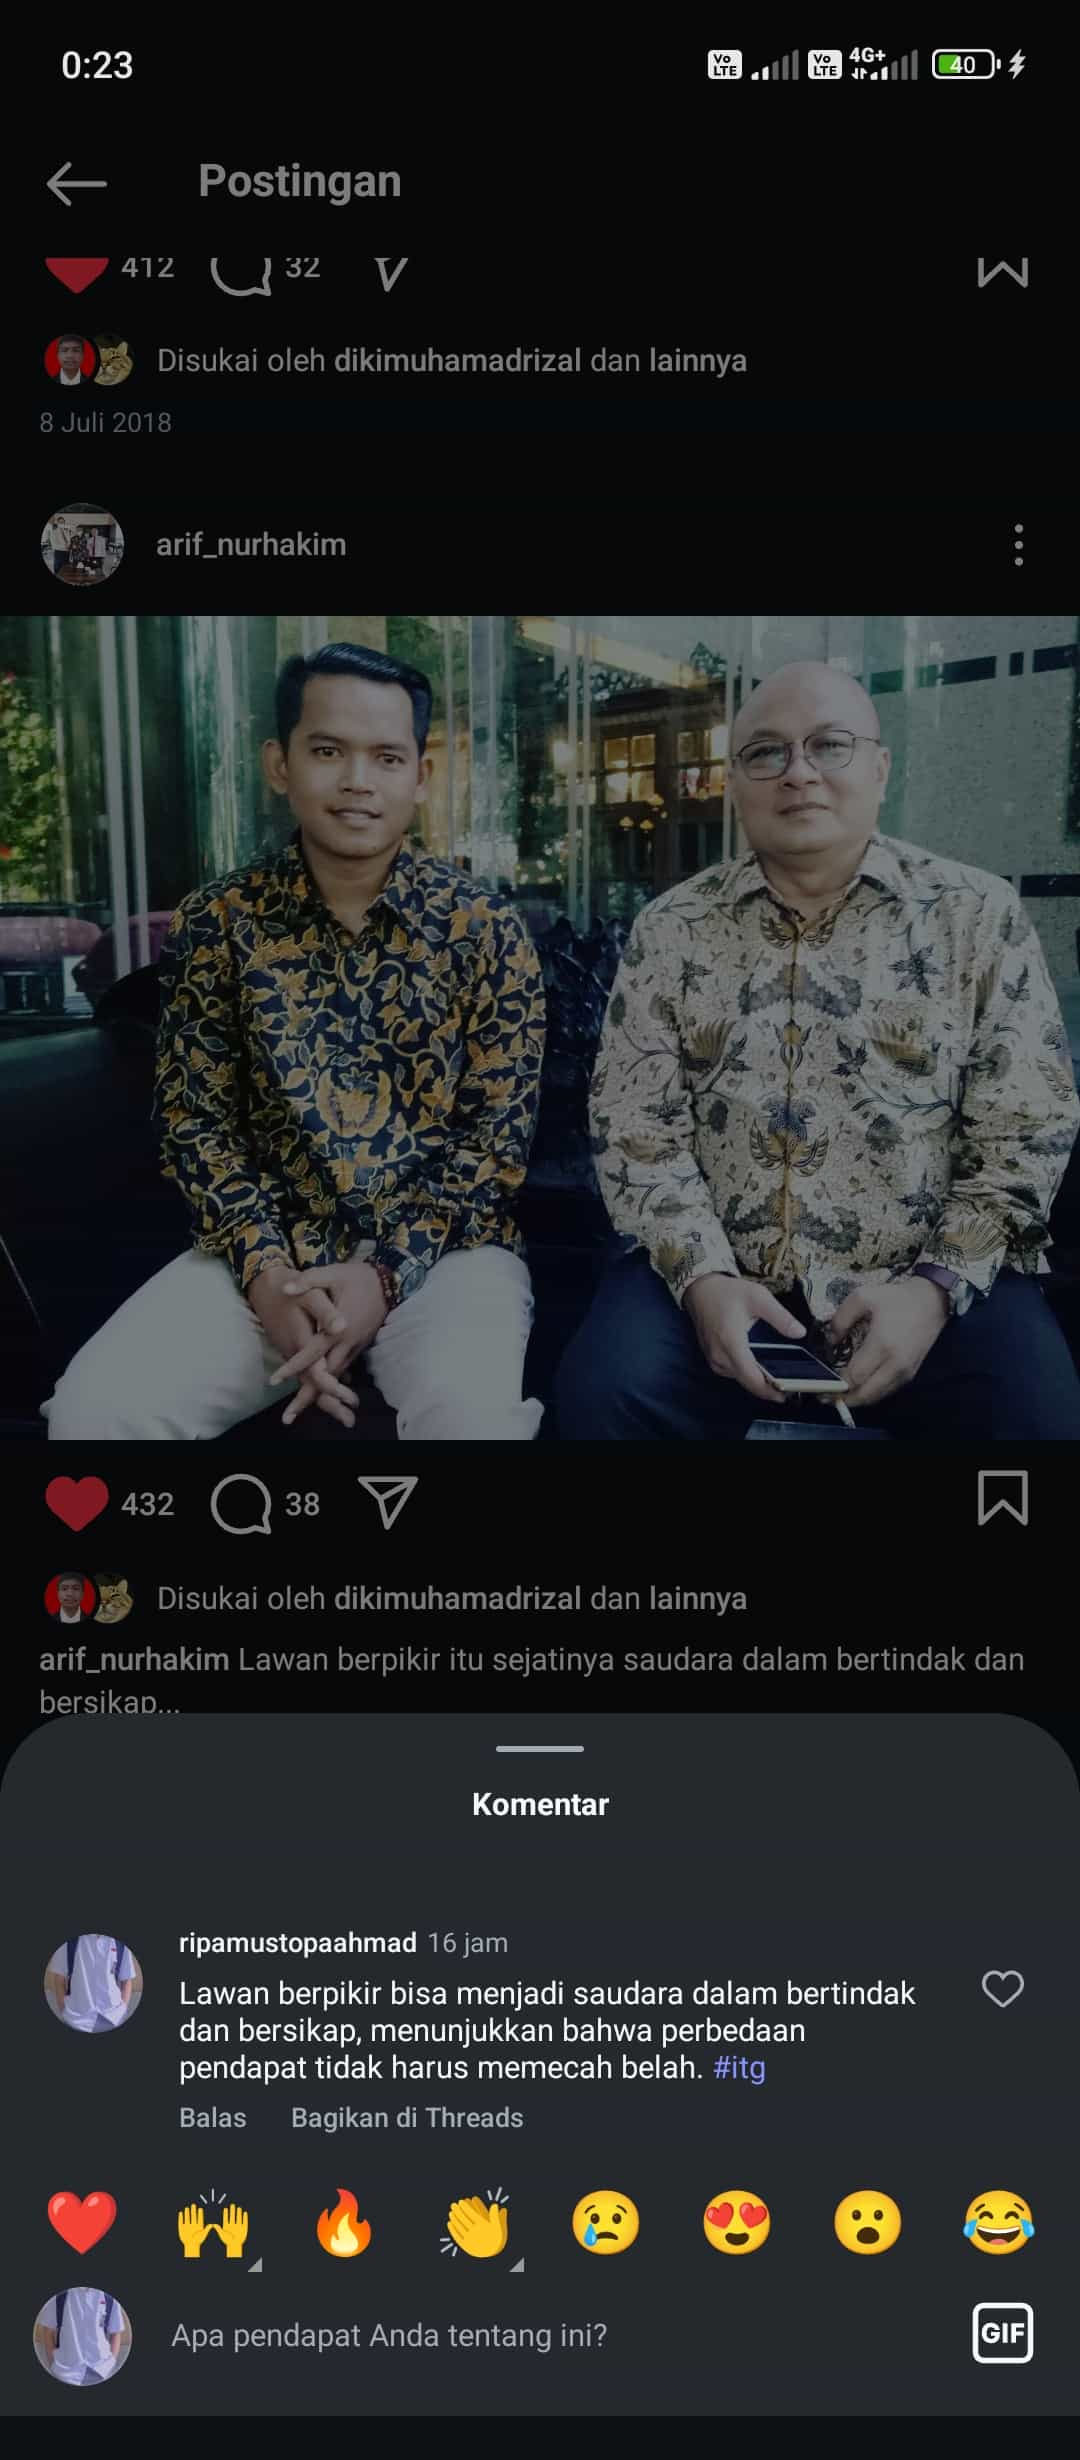 0:23
Vo LTE Vo LTE 4G+ 40
Postingan
412 32
Disukai oleh dikimuhamadrizal dan lainnya
8 Juli 2018
arif_nurhakim
432 38
Disukai oleh dikimuhamadrizal dan lainnya
arif_nurhakim Lawan berpikir itu sejatinya saudara dalam bertindak dan
bersikap...
Komentar
ripamustopaahmad 16 jam
Lawan berpikir bisa menjadi saudara dalam bertindak
dan bersikap, menunjukkan bahwa perbedaan
pendapat tidak harus memecah belah. #itg
Balas Bagikan di Threads
Apa pendapat Anda tentang ini?
GIF